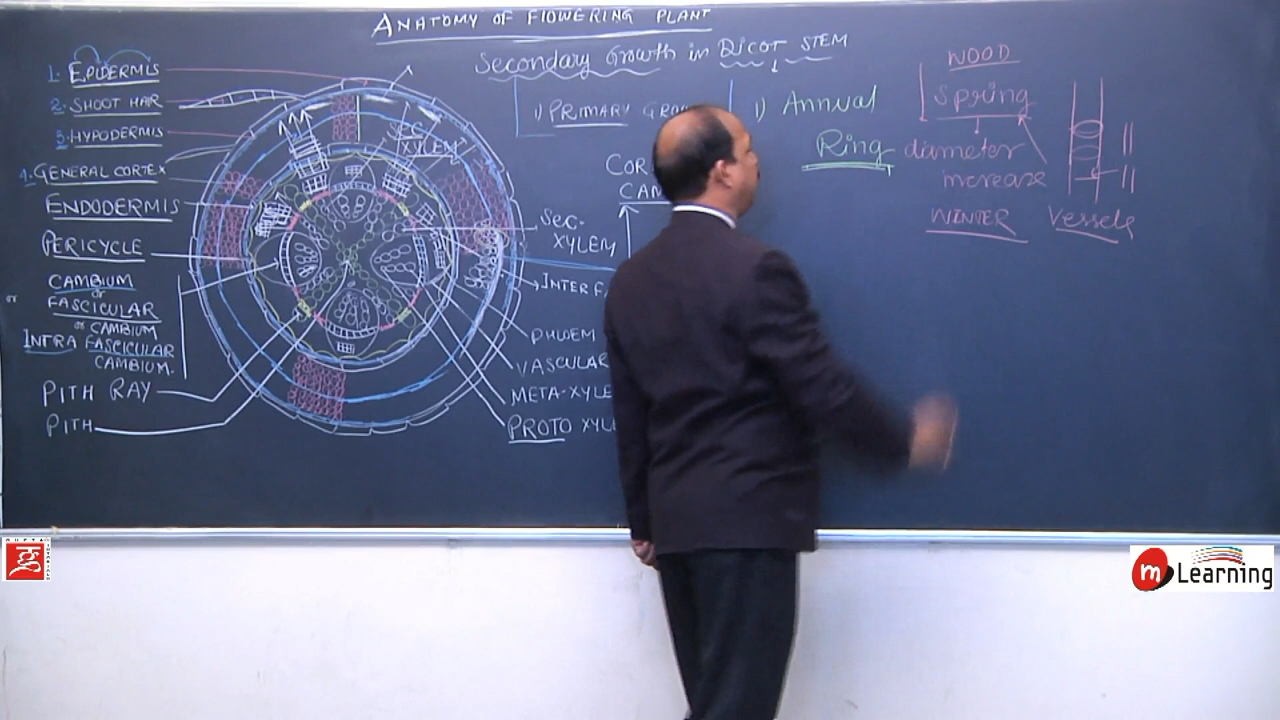 ANATOMY OF FLOWERING PLANT
Secondary Growth in DICOT STEM
1. EPIDERMIS
2. SHOOT HAIR
3. HYPODERMIS
4. GENERAL CORTEX
ENDODERMIS
PERICYCLE
CAMBIUM
or
FASCICULAR
or CAMBIUM
or
INTRA FASCICULAR
CAMBIUM.
PITH RAY
PITH
SEC.
XYLEM
SEC-
XYLEM
INTERFA
PHLOEM
VASCULAR
META-XYLE
PROTO XYL
1) PRIMARY GRO
COR
CAM
1) Annual
Ring
WOOD
Spring
diameter
increase
WINTER
Vessels
GUPTA
m Learning